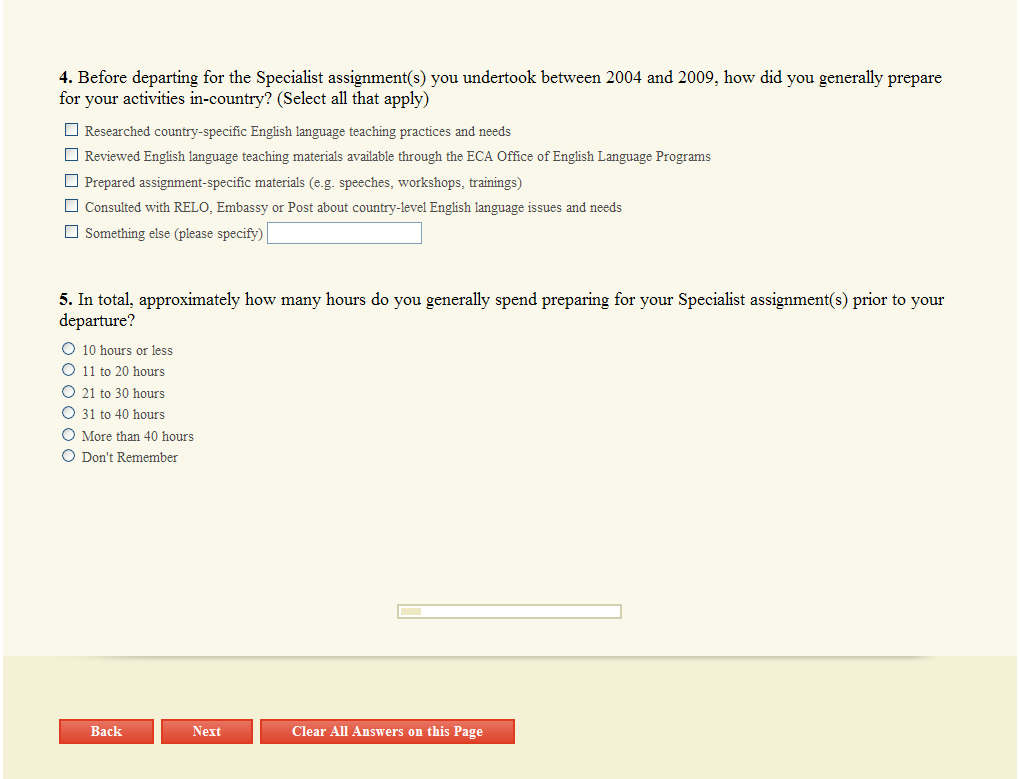 4. Before departing for the Specialist assignment(s) you undertook between 2004 and 2009, how did you generally prepare
for your activities in-country? (Select all that apply)
Researched country-specific English language teaching practices and needs
Reviewed English language teaching materials available through the ECA Office of English Language Programs
Prepared assignment-specific materials (e.g. speeches, workshops, trainings)
Consulted with RELO, Embassy or Post about country-level English language issues and needs
Something else (please specify)
5. In total, approximately how many hours do you generally spend preparing for your Specialist assignment(s) prior to your
departure?
10 hours or less
11 to 20 hours
21 to 30 hours
31 to 40 hours
More than 40 hours
Don't Remember
Back Next Clear All Answers on this Page